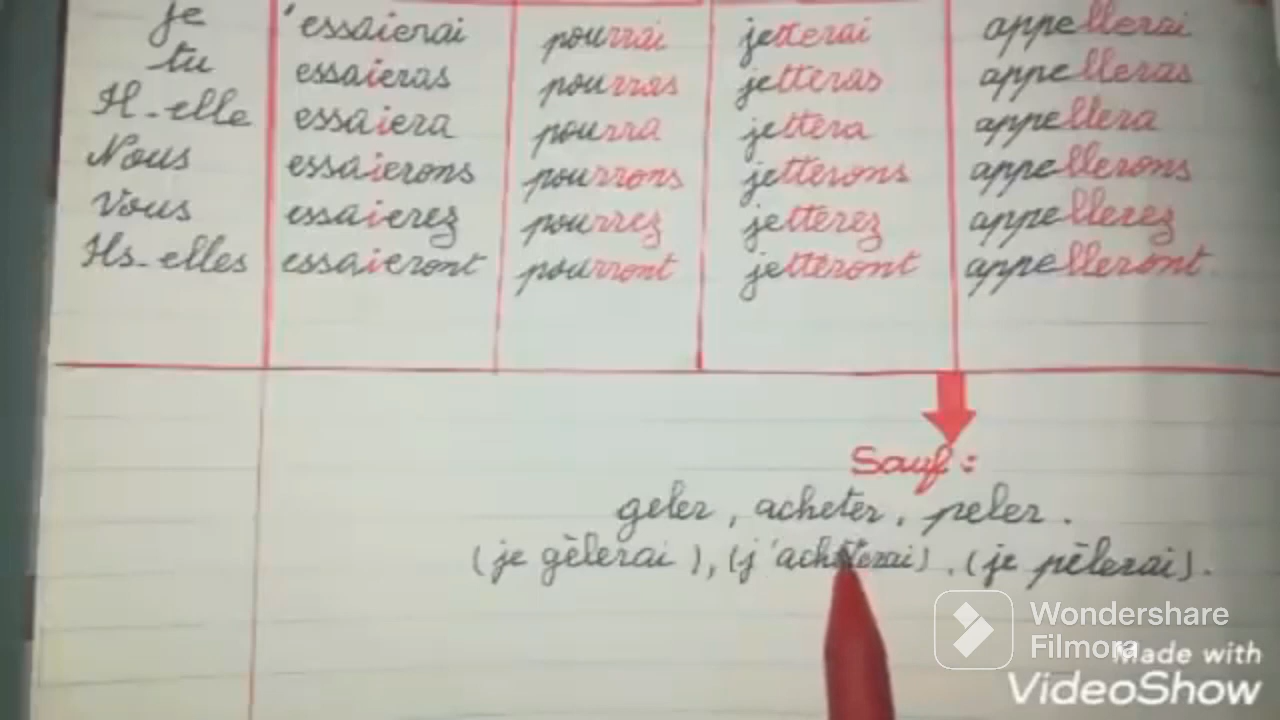 je 'essaierai pourrai jetterai appellerai
tu essaieras pourras jetteras appelleras
Il-elle essaiera pourra jettera appellera
Nous essaierons pourrons jetterons appellerons
Vous essaierez pourrez jetterez appellerez
Ils-elles essaieront pourront jetteront appelleront
Sauf :
geler, acheter, peler.
(je gèlerai), (j'achèterai), (je pèlerai).
Wondershare
Filmora
Made with
VideoShow